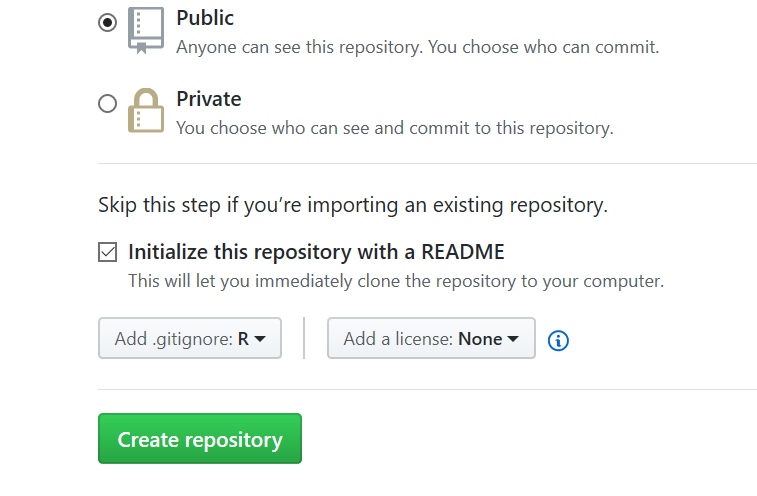 Public
Anyone can see this repository. You choose who can commit.
Private
You choose who can see and commit to this repository.
Skip this step if you’re importing an existing repository.
Initialize this repository with a README
This will let you immediately clone the repository to your computer.
Add .gitignore: R
Add a license: None
Create repository